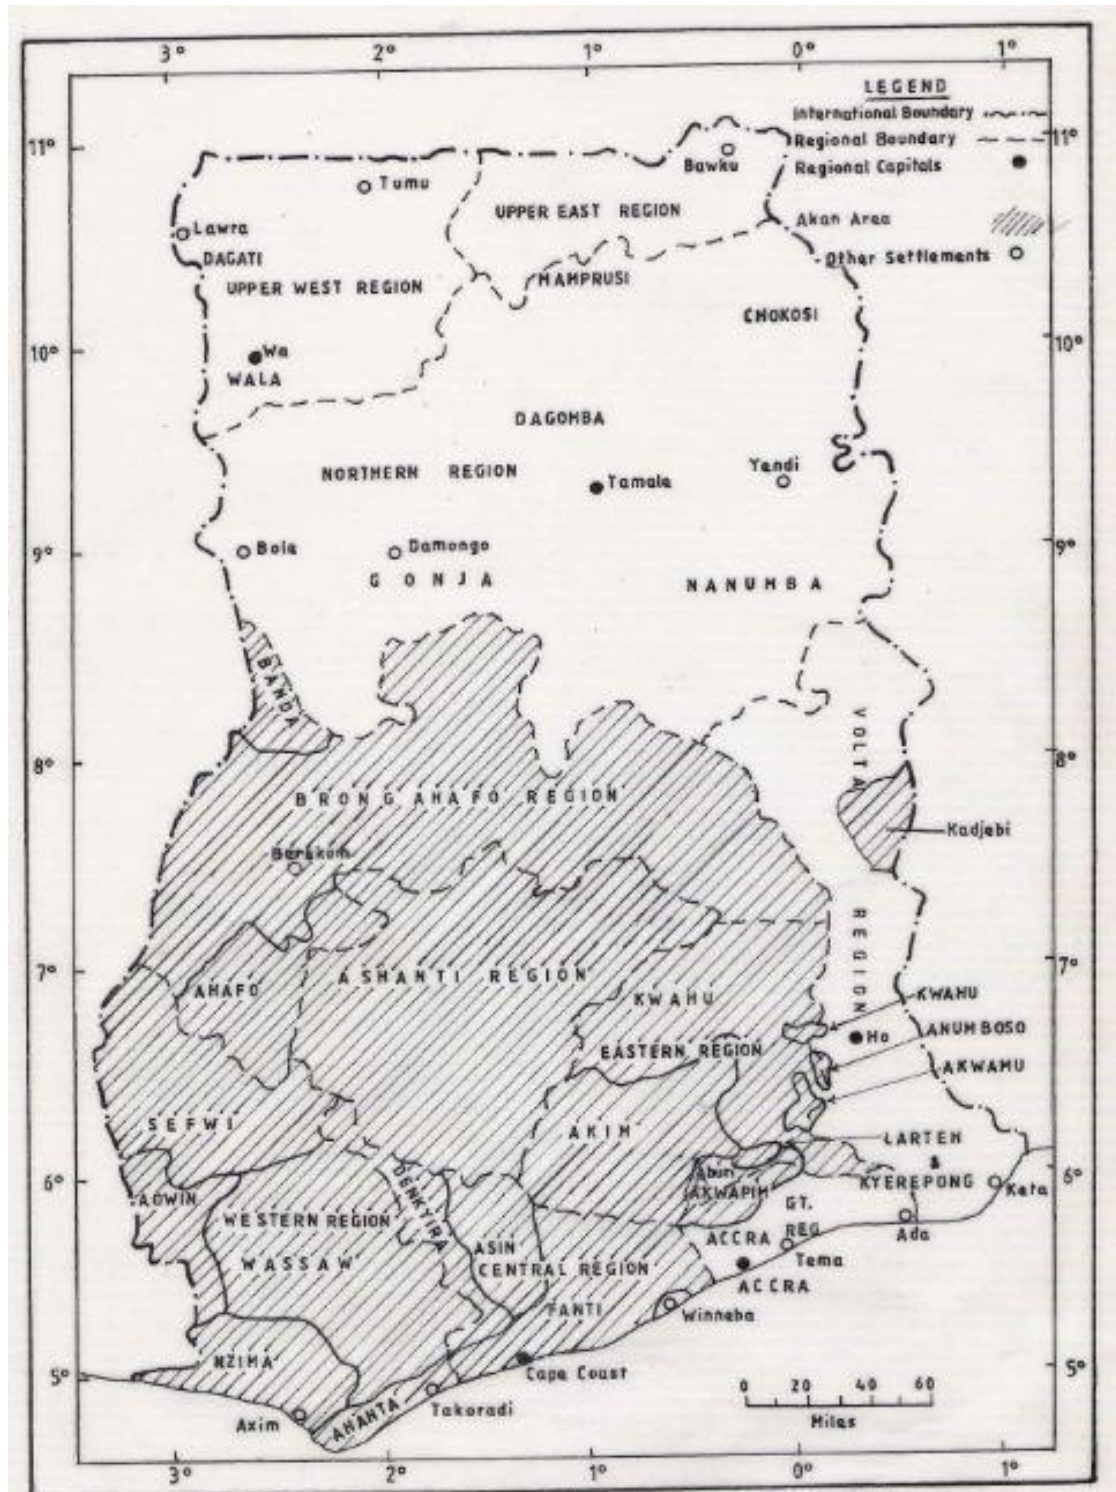 3° 2° 1° 0° 1°
LEGEND
International Boundary
Regional Boundary
Regional Capitals
Akan Area
Other Settlements
11° 11°
Bawku
Tumu
UPPER EAST REGION
Lawra
DAGATI
UPPER WEST REGION
MAMPRUSI
CHOKOSI
10° 10°
Wa
WALA
DAGOMBA
NORTHERN REGION
Tamale
Yendi
9° 9°
Bole
Damongo
GONJA
NANUMBA
BANDA
VOLTA
8° 8°
BRONG AHAFO REGION
Kadjebi
Berekum
REGION
7° 7°
AHAFO
ASHANTI REGION
KWAHU
KWAHU
Ho
ANUMBOSO
EASTERN REGION
AKWAMU
SEFWI
AKIM
LARTEH
&
KYEREPONG
6° 6°
Aburi
AKWAPIM
AOWIN
DENKYIRA
Keta
WESTERN REGION
GT.
ACCRA REG
Ada
WASSAW
ASIN
CENTRAL REGION
Tema
ACCRA
FANTI
Winneba
NZIMA
5° 5°
Cape Coast
AHANTA
Takoradi
Axim
0 20 40 60
Miles
3° 2° 1° 0° 1°